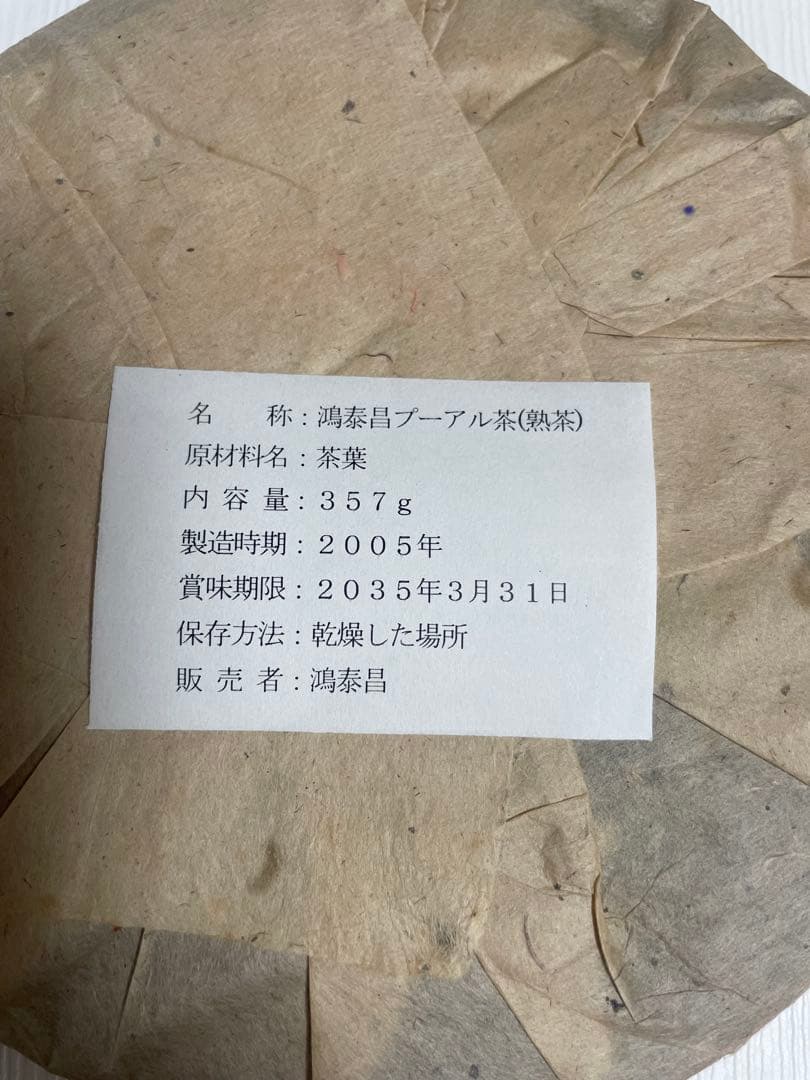 名　　称：鴻泰昌プーアル茶(熟茶)
原材料名：茶葉
内 容 量：３５７ｇ
製造時期：２００５年
賞味期限：２０３５年３月３１日
保存方法：乾燥した場所
販 売 者：鴻泰昌